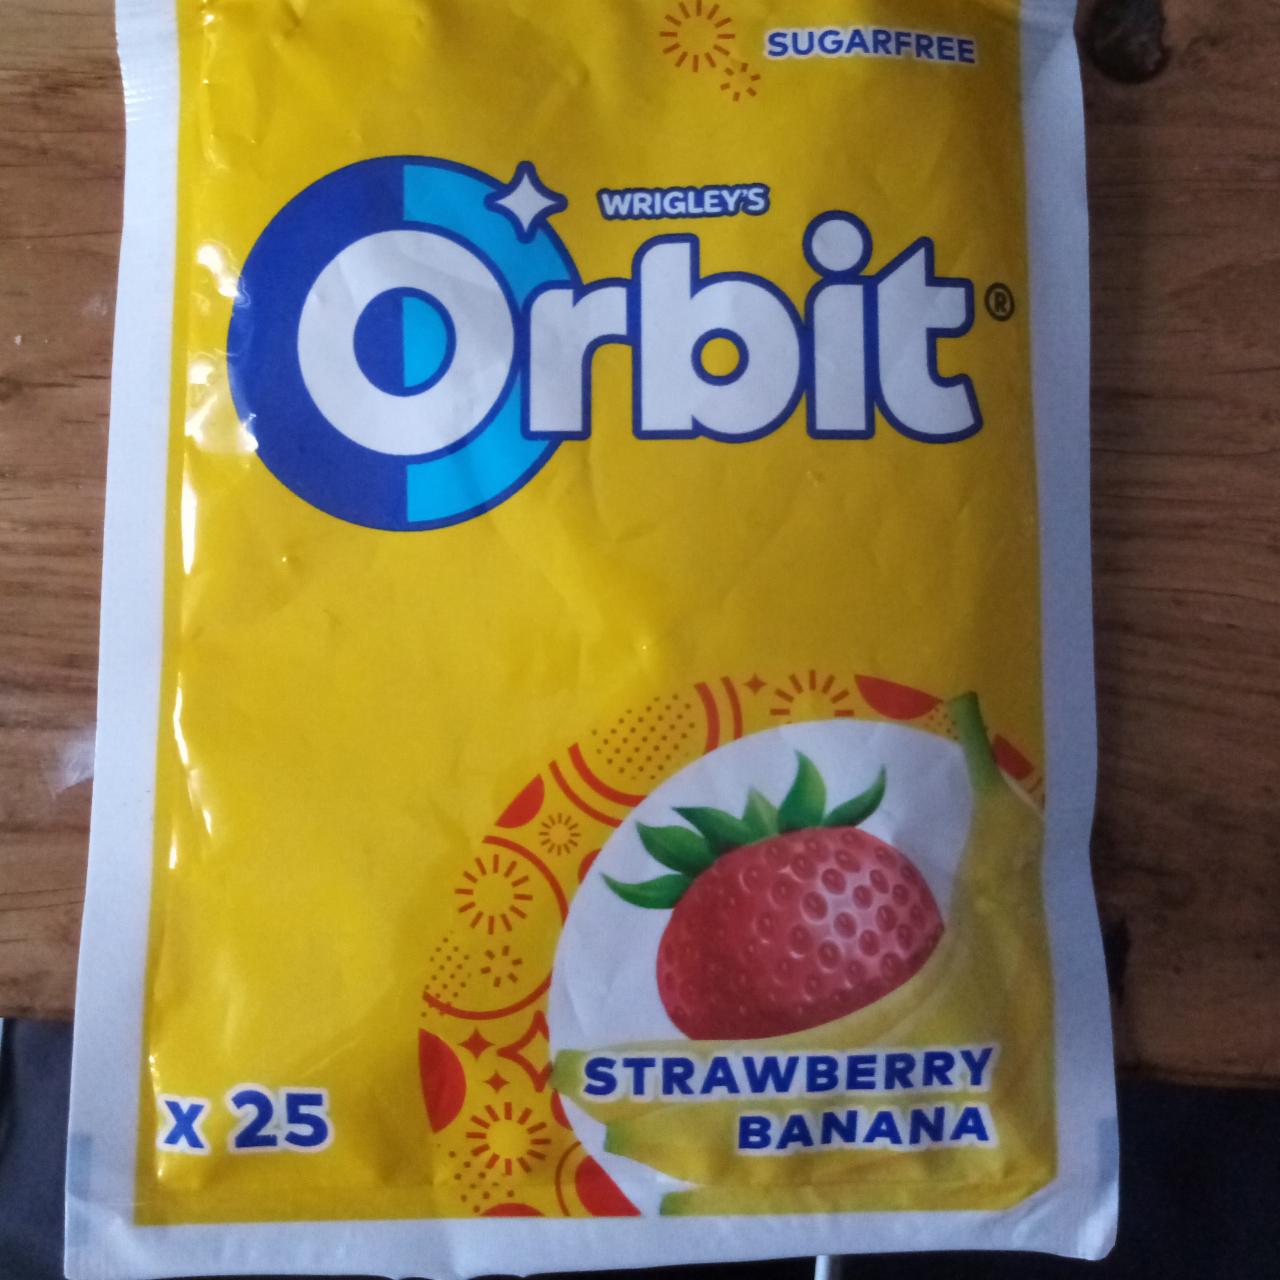 SUGARFREE
WRIGLEY'S
Orbit®
STRAWBERRY
BANANA
x 25